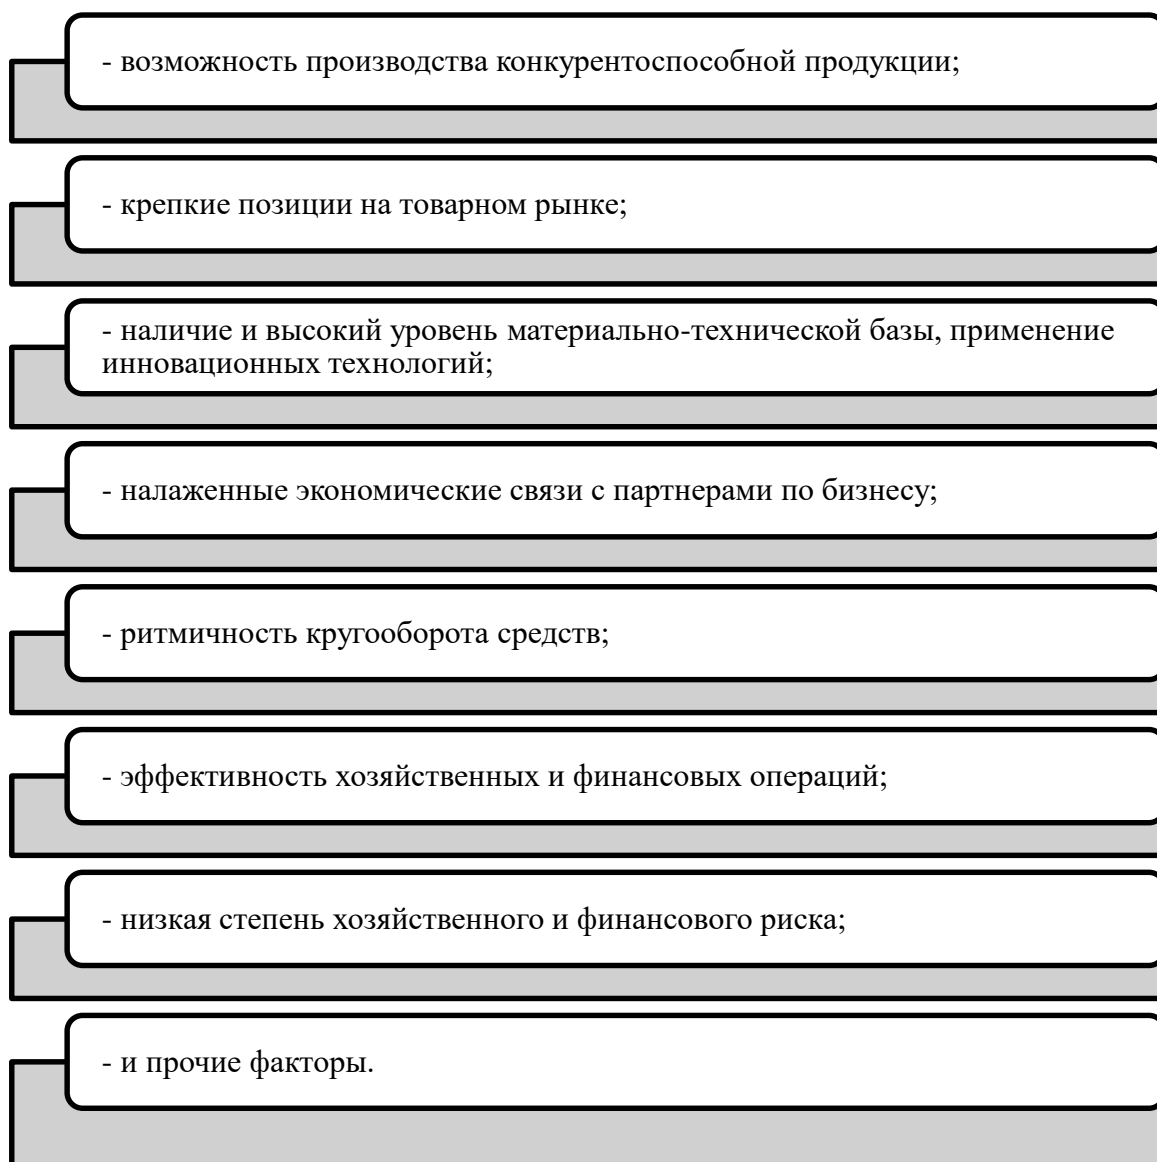 - возможность производства конкурентоспособной продукции;
- крепкие позиции на товарном рынке;
- наличие и высокий уровень материально-технической базы, применение
инновационных технологий;
- налаженные экономические связи с партнерами по бизнесу;
- ритмичность кругооборота средств;
- эффективность хозяйственных и финансовых операций;
- низкая степень хозяйственного и финансового риска;
- и прочие факторы.